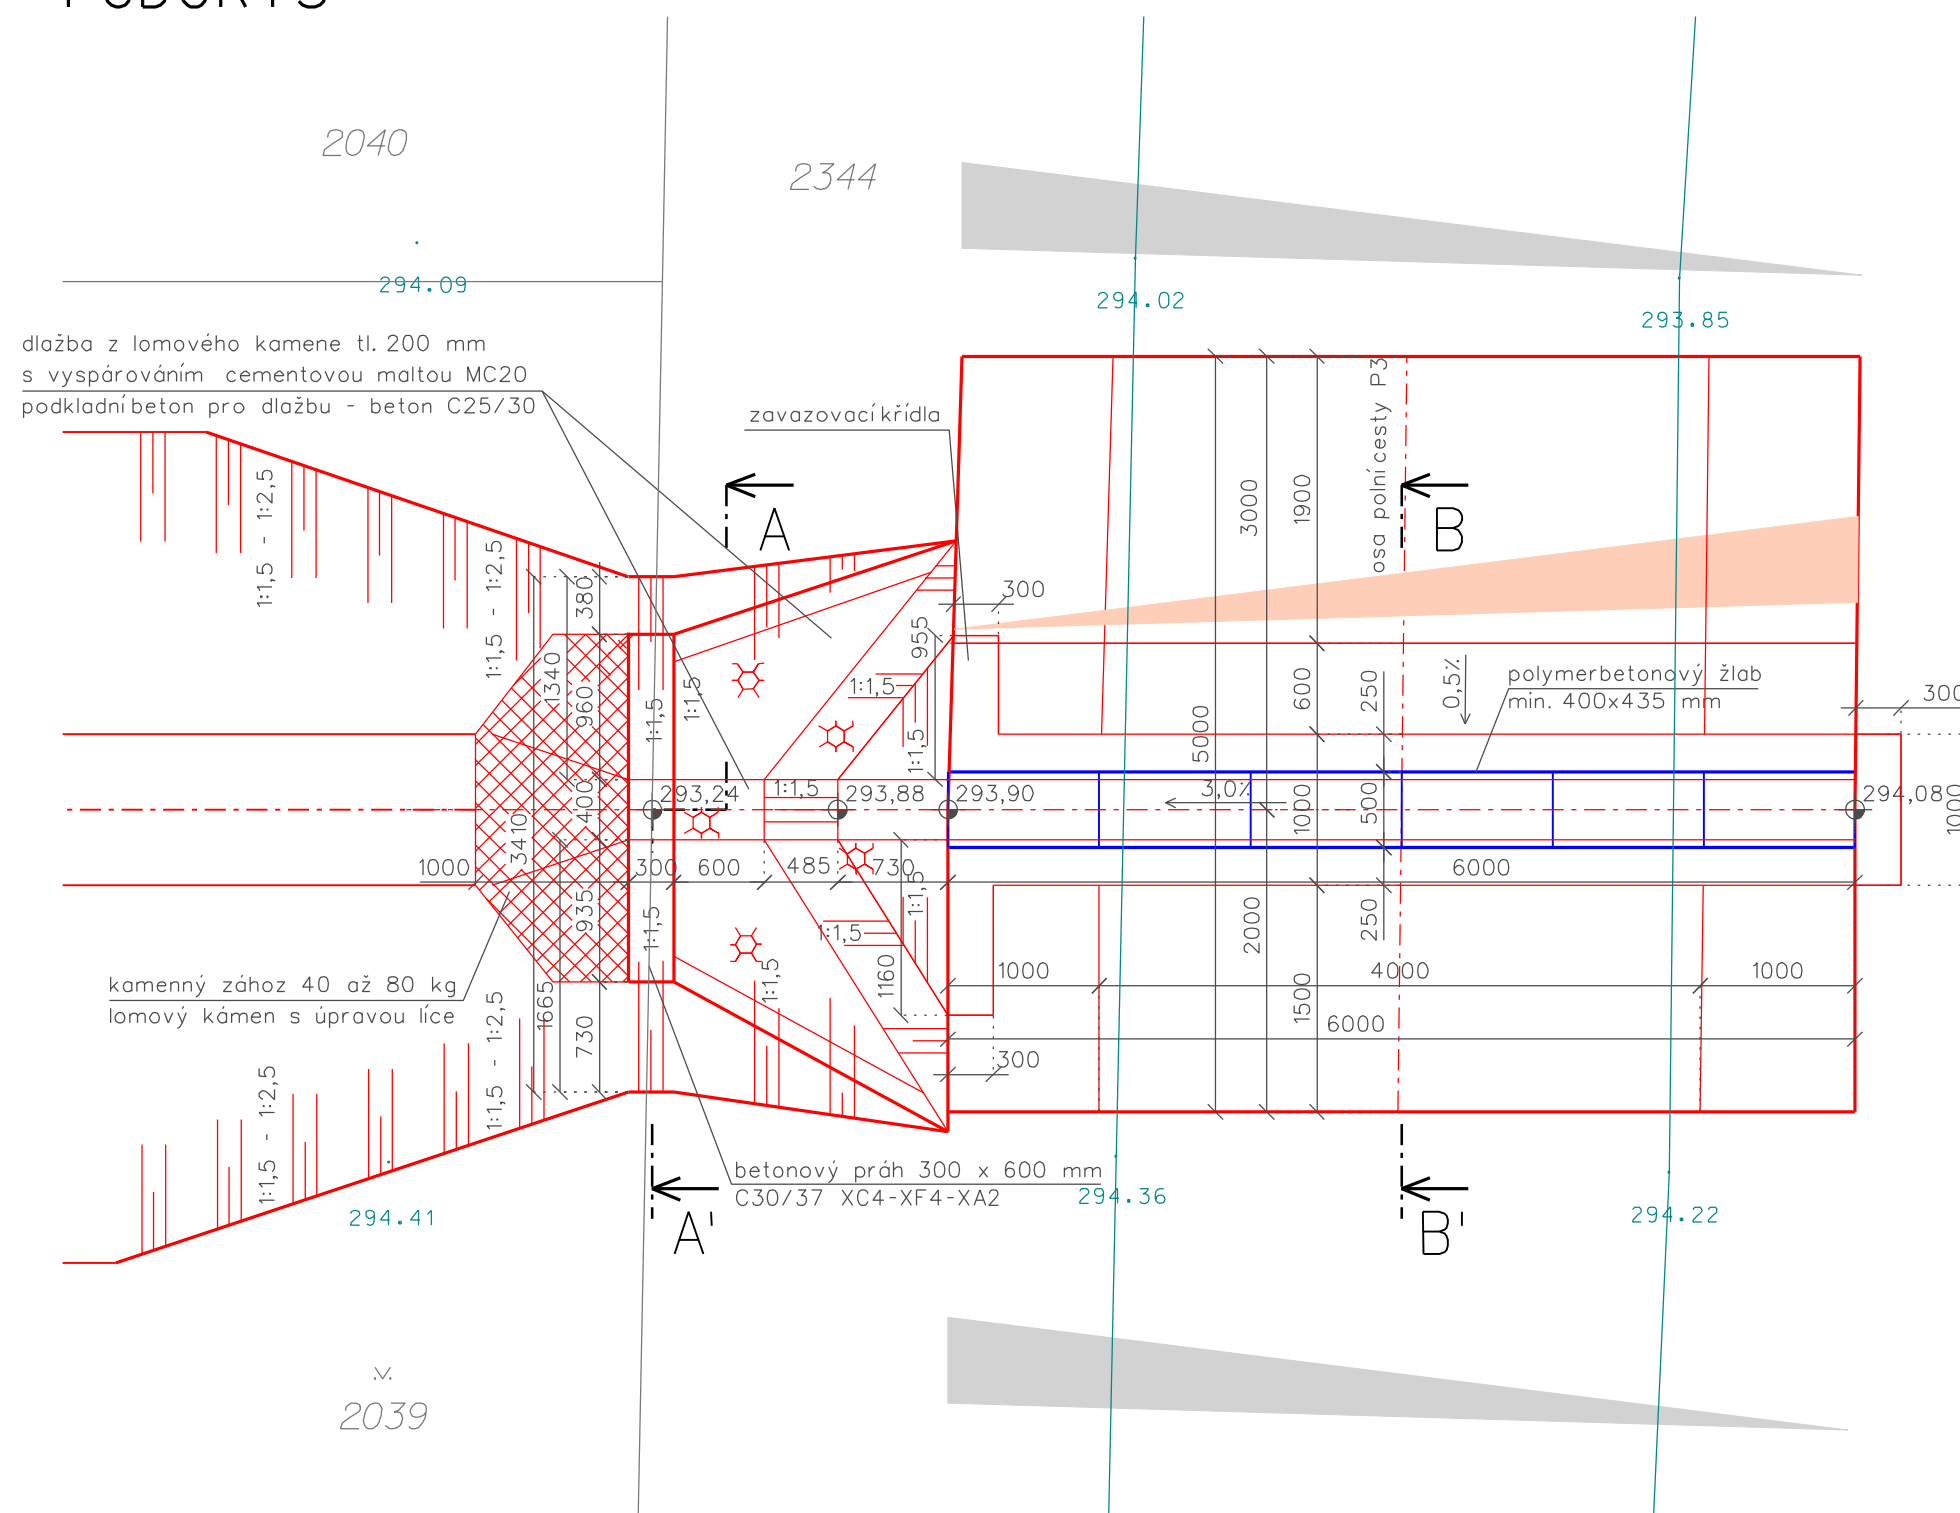 PŮDORYS
2040
2344
294.09
294.02
293.85
dlažba z lomového kamene tl. 200 mm
s vyspárováním cementovou maltou MC20
podkladní beton pro dlažbu - beton C25/30
zavazovací křídla
osa polní cesty P3
1:1,5 - 1:2,5
1:1,5 - 1:2,5
A
B
3000
1900
300
380
1340
960
955
1:1,5
1:1,5
1:1,5
1:1,5
1:1,5
600
250
0,5%
polymerbetonový žlab
min. 400x435 mm
300
5000
293,24
293,88
293,90
3,0%
294,080
400
3410
1000
500
1000
1000
300
600
485
730
6000
935
1:1,5
1:1,5
1:1,5
1:1,5
2000
250
1160
1000
4000
1000
kamenný zához 40 až 80 kg
lomový kámen s úpravou líce
1665
730
1500
6000
300
1:1,5 - 1:2,5
1:1,5 - 1:2,5
betonový práh 300 x 600 mm
C30/37 XC4-XF4-XA2
294.41
294.36
294.22
A'
B'
2039